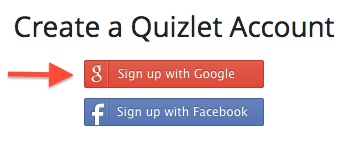 Create a Quizlet Account
g Sign up with Google
f Sign up with Facebook